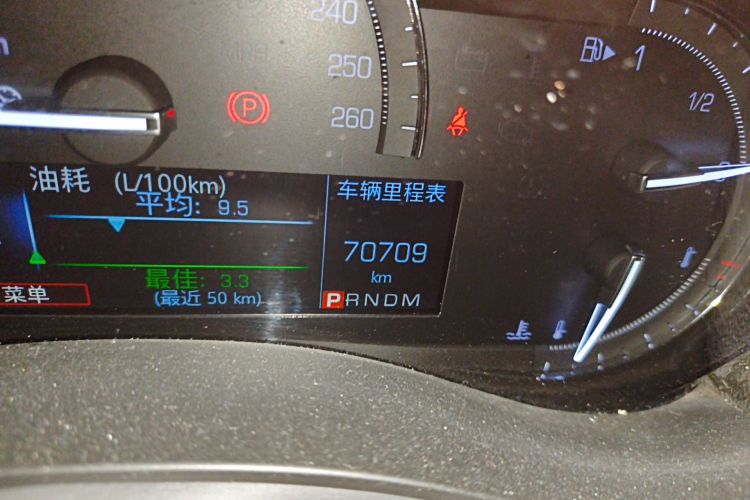 240
250
260
1
1/2
油耗 (L/100km)
平均: 9.5
最佳: 3.3
(最近 50 km)
菜单
车辆里程表
70709
km
PRNDM
P